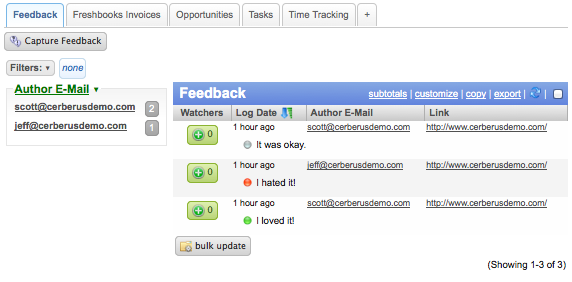 Feedback Freshbooks Invoices Opportunities Tasks Time Tracking +
Capture Feedback
Filters: ▾ none
Author E-Mail ▾
scott@cerberusdemo.com 2
jeff@cerberusdemo.com 1
Feedback subtotals | customize | copy | export | |
Watchers Log Date Author E-Mail Link
0 1 hour ago scott@cerberusdemo.com http://www.cerberusdemo.com/
It was okay.
0 1 hour ago jeff@cerberusdemo.com http://www.cerberusdemo.com/
I hated it!
0 1 hour ago scott@cerberusdemo.com http://www.cerberusdemo.com/
I loved it!
bulk update
(Showing 1-3 of 3)